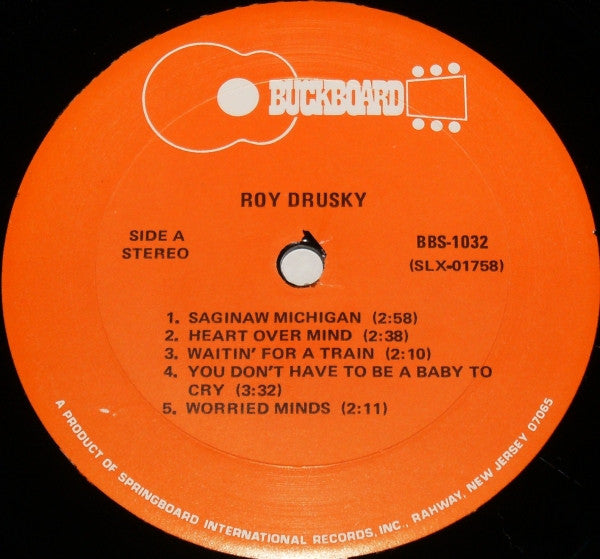 BUCKBOARD
ROY DRUSKY
SIDE A
STEREO
BBS-1032
(SLX-01758)
1. SAGINAW MICHIGAN (2:58)
2. HEART OVER MIND (2:38)
3. WAITIN' FOR A TRAIN (2:10)
4. YOU DON'T HAVE TO BE A BABY TO
CRY (3:32)
5. WORRIED MINDS (2:11)
A PRODUCT OF SPRINGBOARD INTERNATIONAL RECORDS, INC., RAHWAY, NEW JERSEY 07065